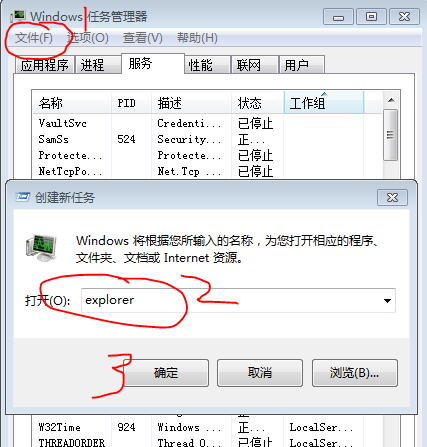 Windows 任务管理器
文件(F) 选项(O) 查看(V) 帮助(H)
应用程序 进程 服务 性能 联网 用户
名称 PID 描述 状态 工作组
VaultSvc Credenti... 已停止
SamSs 524 Security... 正...
Protecte... Protecte... 已停止
NetTcpPo... Net.Tcp ... 已停止
创建新任务
Windows 将根据您所输入的名称，为您打开相应的程序、
文件夹、文档或 Internet 资源。
打开(O): explorer 2
3 确定 取消 浏览(B)...
W32Time 924 Windows ... 正... LocalSer...
THREADORDER Thread O... 已停止 LocalSer...